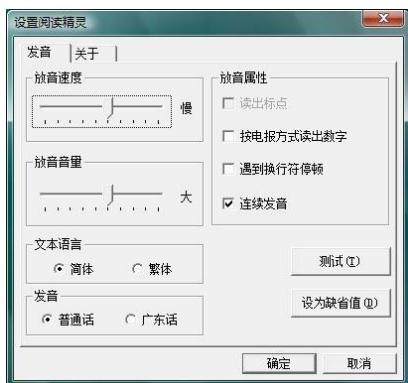 设置阅读精灵
发音
关于
放音速度
慢
放音音量
大
文本语言
简体
繁体
发音
普通话
广东话
放音属性
读出标点
按电报方式读出数字
遇到换行符停顿
连续发音
测试(T)
设为缺省值(D)
确定
取消